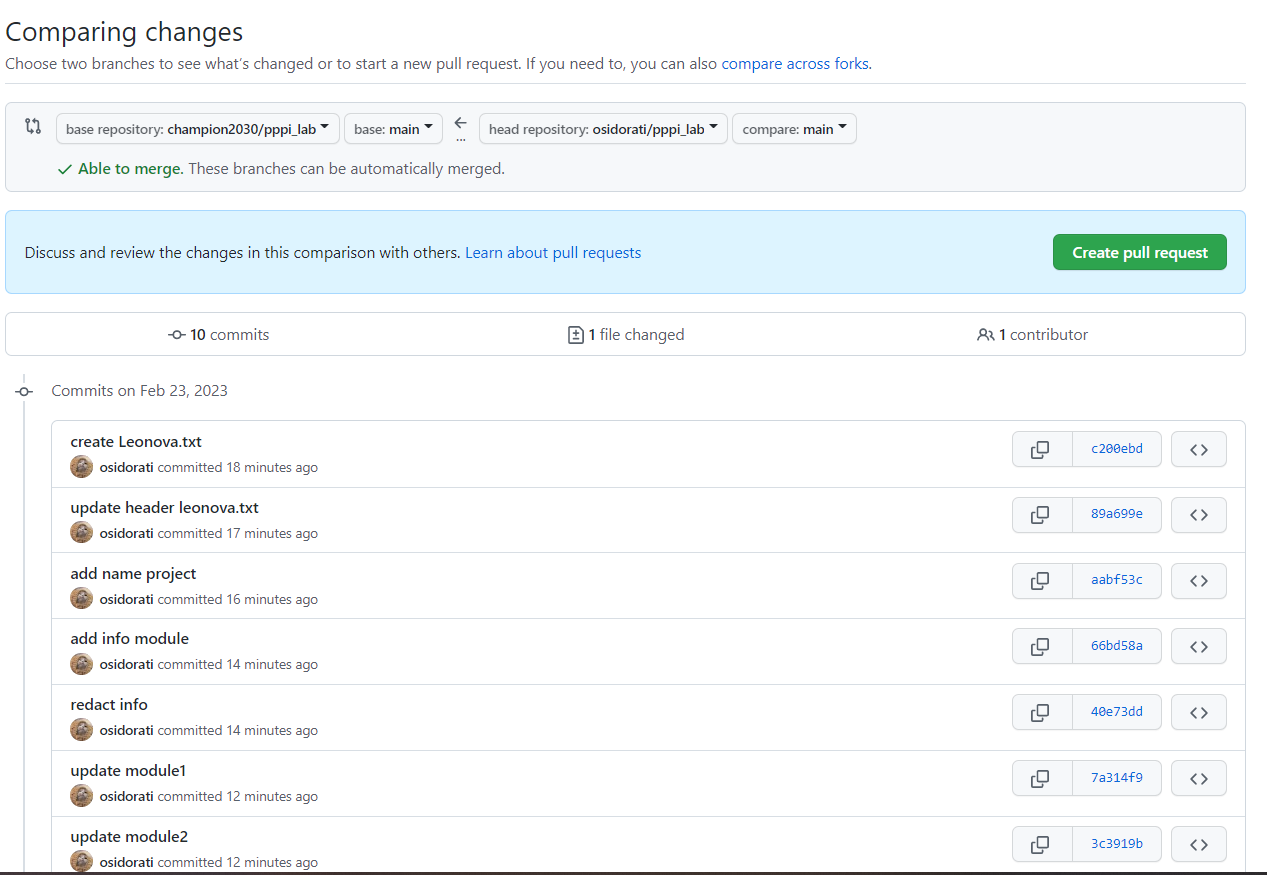 Comparing changes
Choose two branches to see what's changed or to start a new pull request. If you need to, you can also compare across forks.
base repository: champion2030/pppi_lab base: main ← ... head repository: osidorati/pppi_lab compare: main
Able to merge. These branches can be automatically merged.
Discuss and review the changes in this comparison with others. Learn about pull requests Create pull request
10 commits 1 file changed 1 contributor
Commits on Feb 23, 2023
create Leonova.txt
osidorati committed 18 minutes ago c200ebd <>
update header leonova.txt
osidorati committed 17 minutes ago 89a699e <>
add name project
osidorati committed 16 minutes ago aabf53c <>
add info module
osidorati committed 14 minutes ago 66bd58a <>
redact info
osidorati committed 14 minutes ago 40e73dd <>
update module1
osidorati committed 12 minutes ago 7a314f9 <>
update module2
osidorati committed 12 minutes ago 3c3919b <>